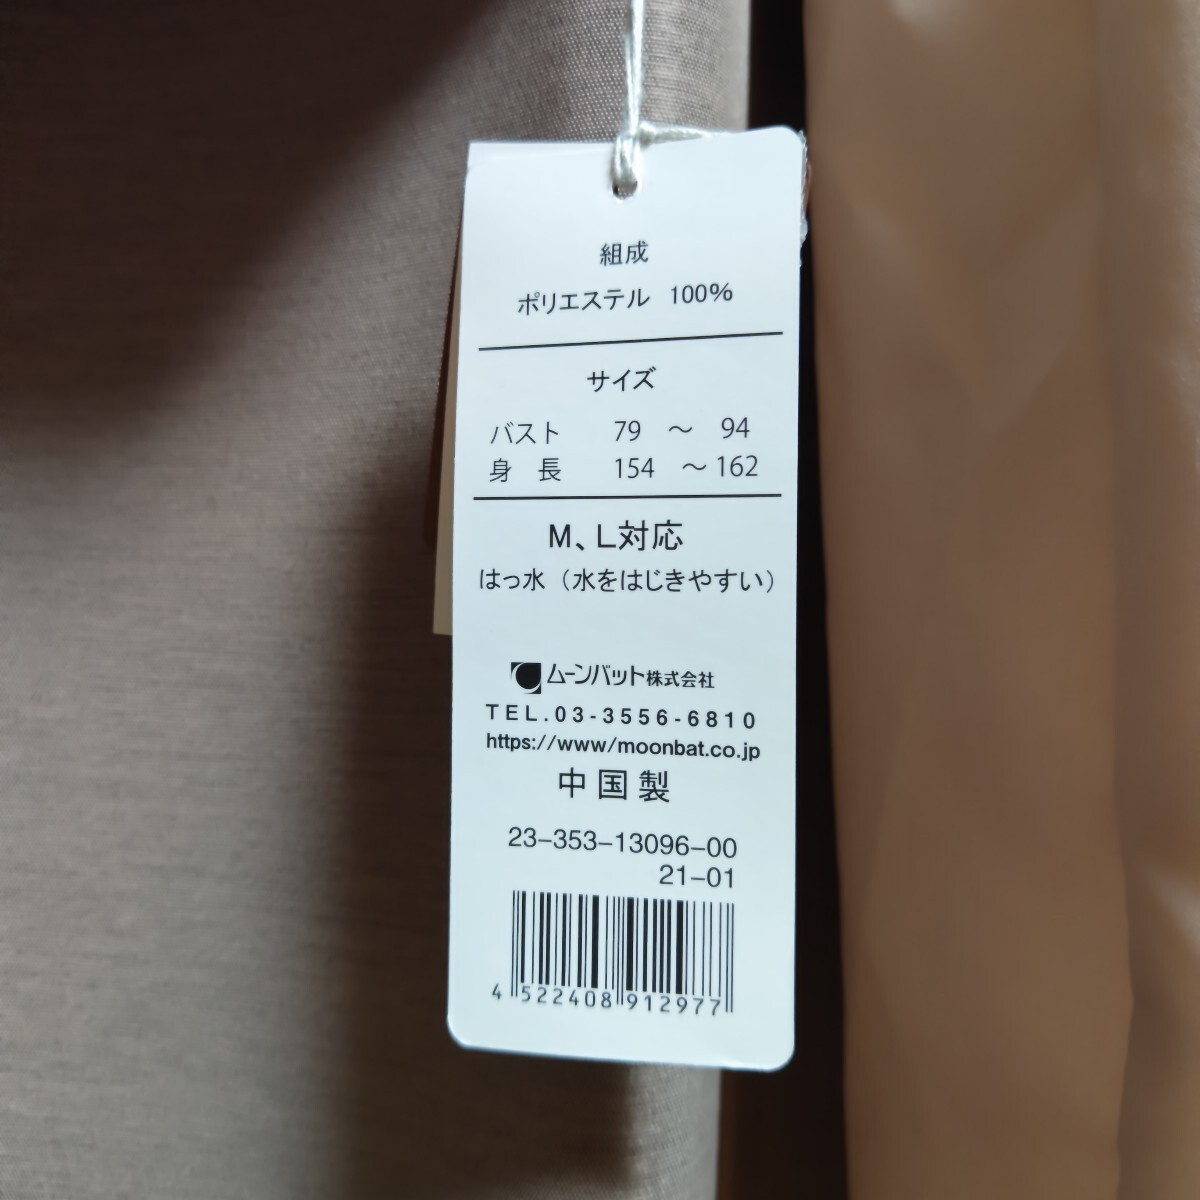 組成
ポリエステル 100%
サイズ
バスト 79 ～ 94
身 長 154 ～162
M、L対応
はっ水（水をはじきやすい）
ムーンバット株式会社
TEL.03-3556-6810
https://www/moonbat.co.jp
中国製
23-353-13096-00
21-01
4 522408 912977